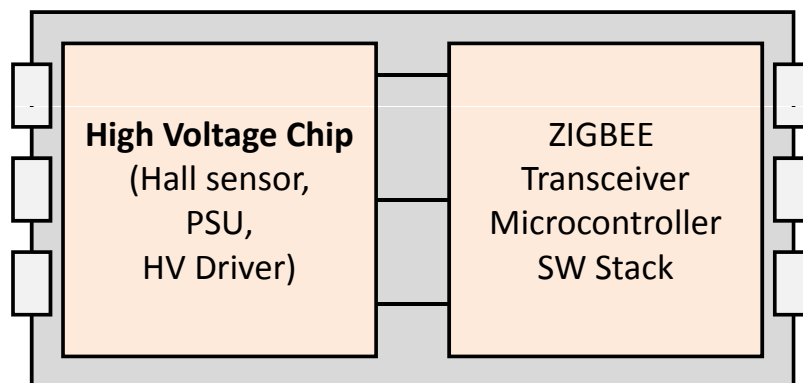 High Voltage Chip
(Hall sensor,
PSU,
HV Driver)
ZIGBEE
Transceiver
Microcontroller
SW Stack